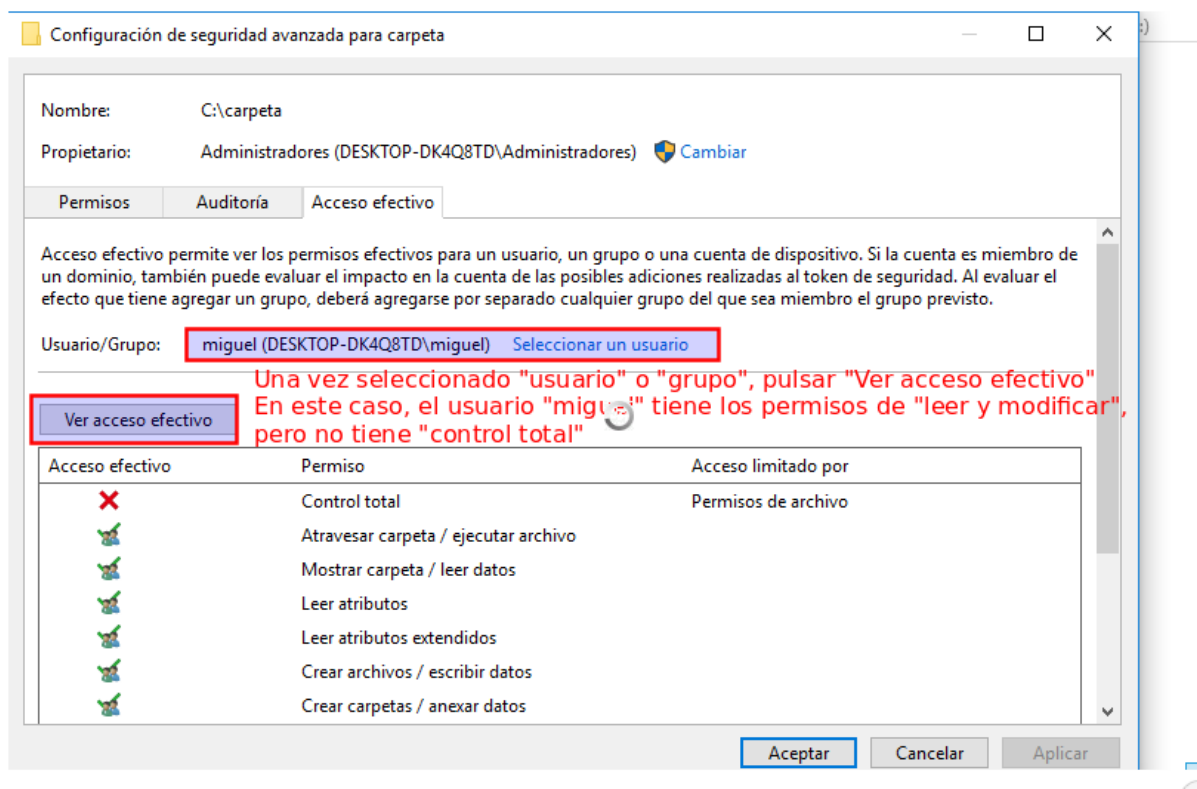 Configuración de seguridad avanzada para carpeta
:)
Nombre: C:\carpeta
Propietario: Administradores (DESKTOP-DK4Q8TD\Administradores) Cambiar
Permisos Auditoría Acceso efectivo
Acceso efectivo permite ver los permisos efectivos para un usuario, un grupo o una cuenta de dispositivo. Si la cuenta es miembro de
un dominio, también puede evaluar el impacto en la cuenta de las posibles adiciones realizadas al token de seguridad. Al evaluar el
efecto que tiene agregar un grupo, deberá agregarse por separado cualquier grupo del que sea miembro el grupo previsto.
Usuario/Grupo: miguel (DESKTOP-DK4Q8TD\miguel) Seleccionar un usuario
Una vez seleccionado "usuario" o "grupo", pulsar "Ver acceso efectivo"
En este caso, el usuario "miguel" tiene los permisos de "leer y modificar",
pero no tiene "control total"
Ver acceso efectivo
Acceso efectivo Permiso Acceso limitado por
Control total Permisos de archivo
Atravesar carpeta / ejecutar archivo
Mostrar carpeta / leer datos
Leer atributos
Leer atributos extendidos
Crear archivos / escribir datos
Crear carpetas / anexar datos
Aceptar Cancelar Aplicar